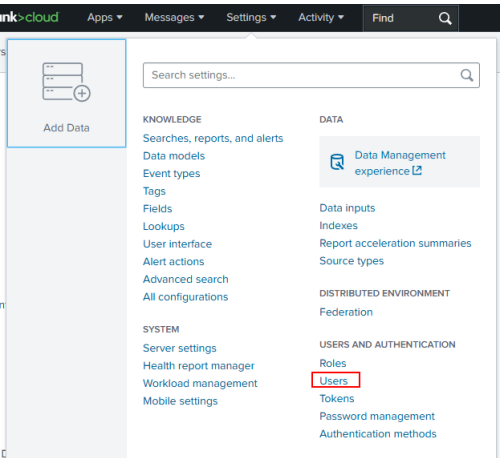 nk>cloud Apps ▾ Messages ▾ Settings ▾ Activity ▾ Find
Add Data
Search settings...
KNOWLEDGE
Searches, reports, and alerts
Data models
Event types
Tags
Fields
Lookups
User interface
Alert actions
Advanced search
All configurations
SYSTEM
Server settings
Health report manager
Workload management
Mobile settings
DATA
Data Management
experience
Data inputs
Indexes
Report acceleration summaries
Source types
DISTRIBUTED ENVIRONMENT
Federation
USERS AND AUTHENTICATION
Roles
Users
Tokens
Password management
Authentication methods